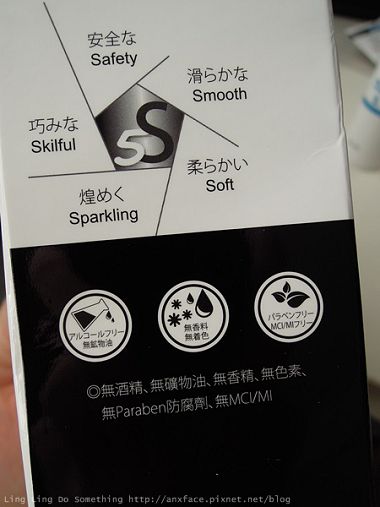 安全な
Safety
滑らかな
Smooth
巧みな
Skilful
5S
柔らかい
Soft
煌めく
Sparkling
アルコールフリー
無鉱物油
無香料
無着色
パラベンフリー
MCI/MIフリー
◎無酒精、無礦物油、無香精、無色素、
無Paraben防腐劑、無MCI/MI
Ling Ling Do Something http://anxface.pixnet.net/blog